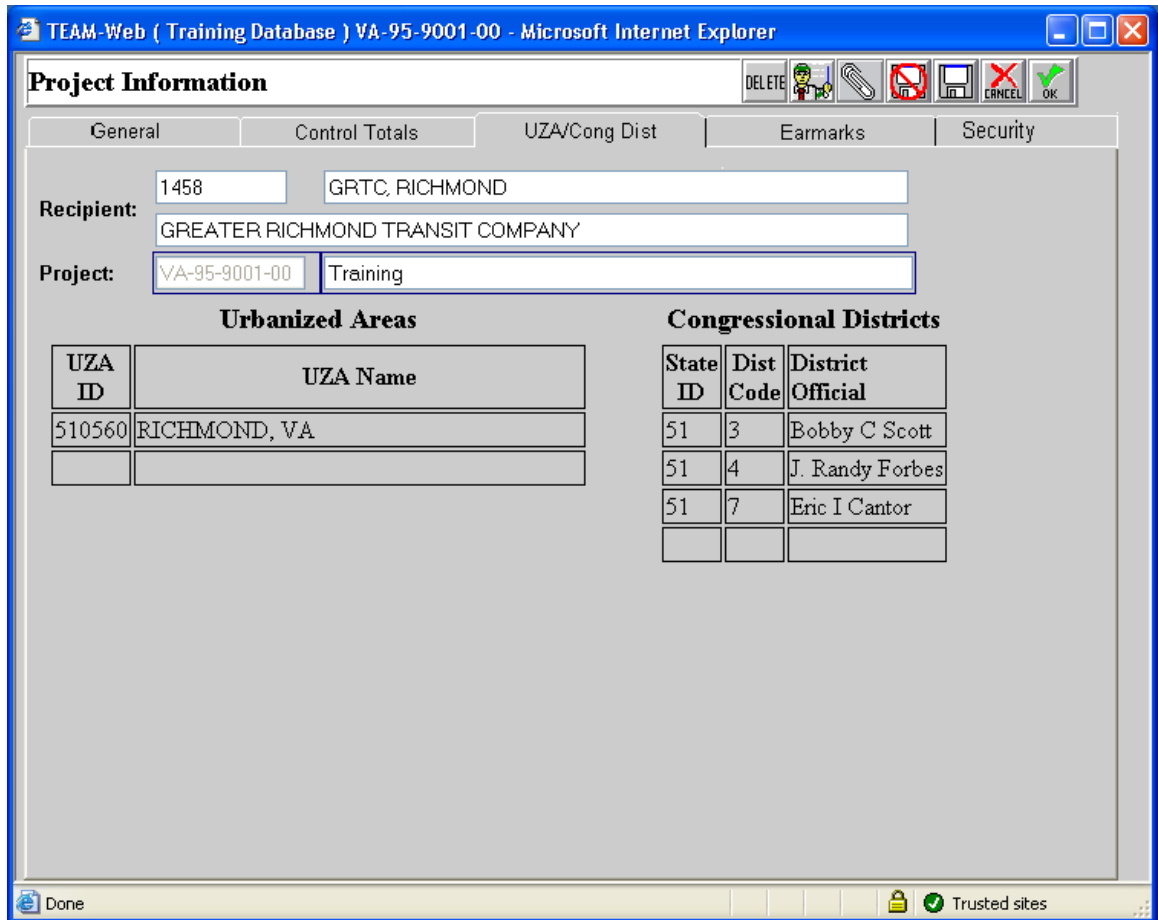 TEAM-Web ( Training Database ) VA-95-9001-00 - Microsoft Internet Explorer
Project Information
DELETE
CANCEL
OK
General Control Totals UZA/Cong Dist Earmarks Security
Recipient: 1458 GRTC, RICHMOND
GREATER RICHMOND TRANSIT COMPANY
Project: VA-95-9001-00 Training
Urbanized Areas
UZA ID UZA Name
510560 RICHMOND, VA
Congressional Districts
State ID Dist Code District Official
51 3 Bobby C Scott
51 4 J. Randy Forbes
51 7 Eric I Cantor
Done Trusted sites